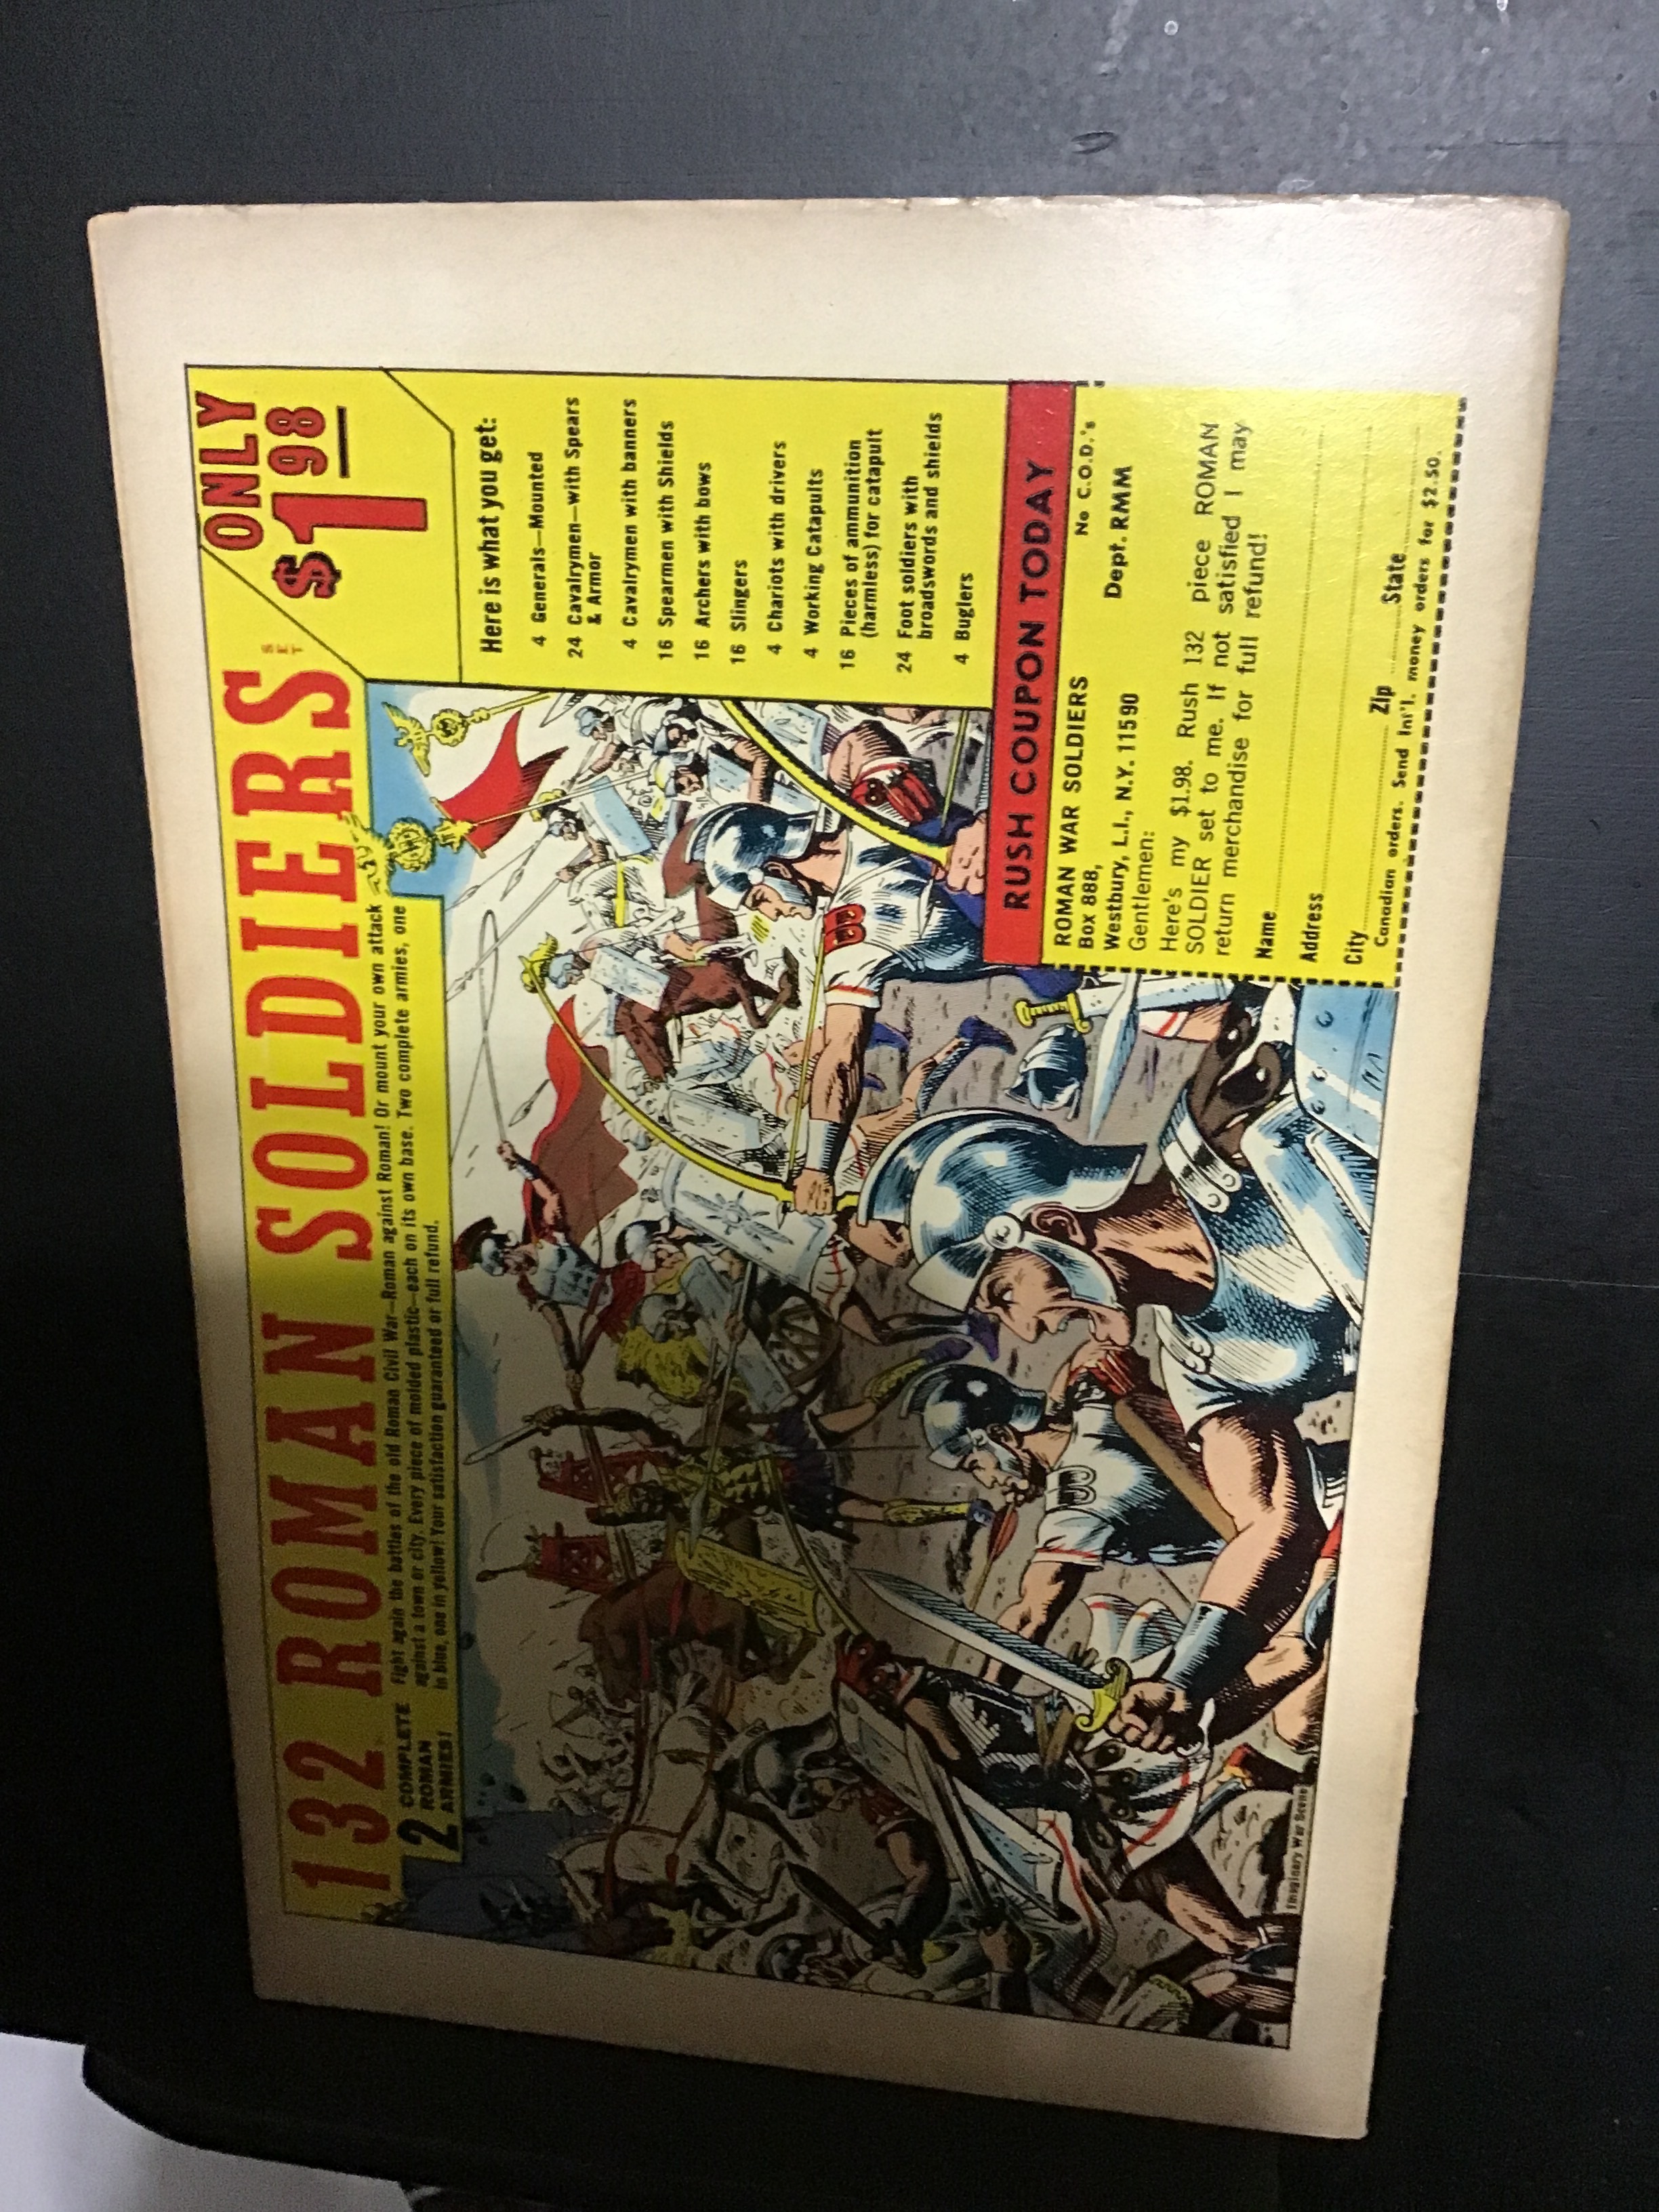 132 ROMAN SOLDIERS SET
ONLY
$1.98
2 COMPLETE
ROMAN
ARMIES!
Fight again the battles of the old Roman Civil War—Roman against Roman! Or mount your own attack
against a town or city. Every piece of molded plastic—each on its own base. Two complete armies, one
in blue, one in yellow! Your satisfaction guaranteed or full refund.
Here is what you get:
4 Generals—Mounted
24 Cavalrymen—with Spears
& Armor
4 Cavalrymen with banners
16 Spearmen with Shields
16 Archers with bows
16 Slingers
4 Chariots with drivers
4 Working Catapults
16 Pieces of ammunition
(harmless) for catapult
24 Foot soldiers with
broadswords and shields
4 Buglers
RUSH COUPON TODAY
ROMAN WAR SOLDIERS No C.O.D.'s
Box 888, Dept. RMM
Westbury, L.I., N.Y. 11590
Gentlemen:
Here's my $1.98. Rush 132 piece ROMAN
SOLDIER set to me. If not satisfied I may
return merchandise for full refund!
Name
Address
City Zip State
Canadian orders. Send Int'l. money orders for $2.50.
Imaginary War Scene